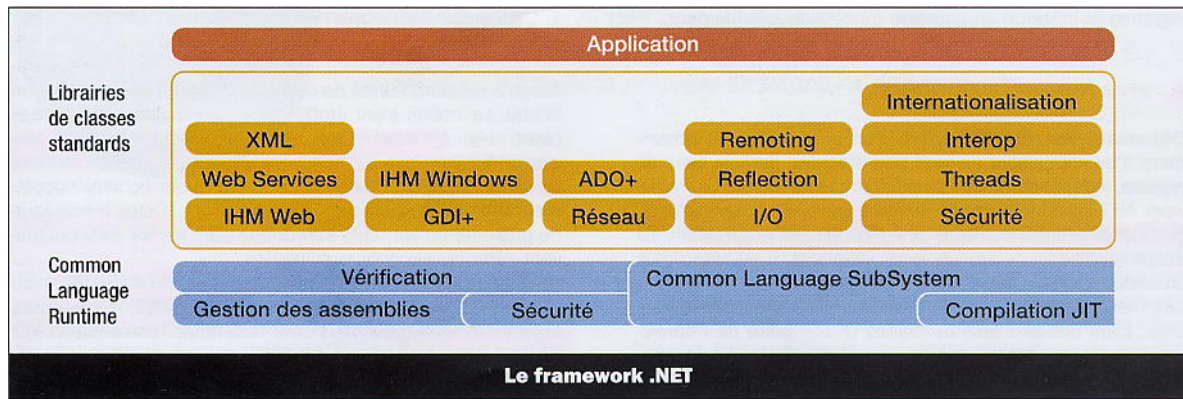 Application
Librairies
de classes
standards
Internationalisation
XML
Remoting
Interop
Web Services
IHM Windows
ADO+
Reflection
Threads
IHM Web
GDI+
Réseau
I/O
Sécurité
Common
Language
Runtime
Vérification
Common Language SubSystem
Gestion des assemblies
Sécurité
Compilation JIT
Le framework .NET